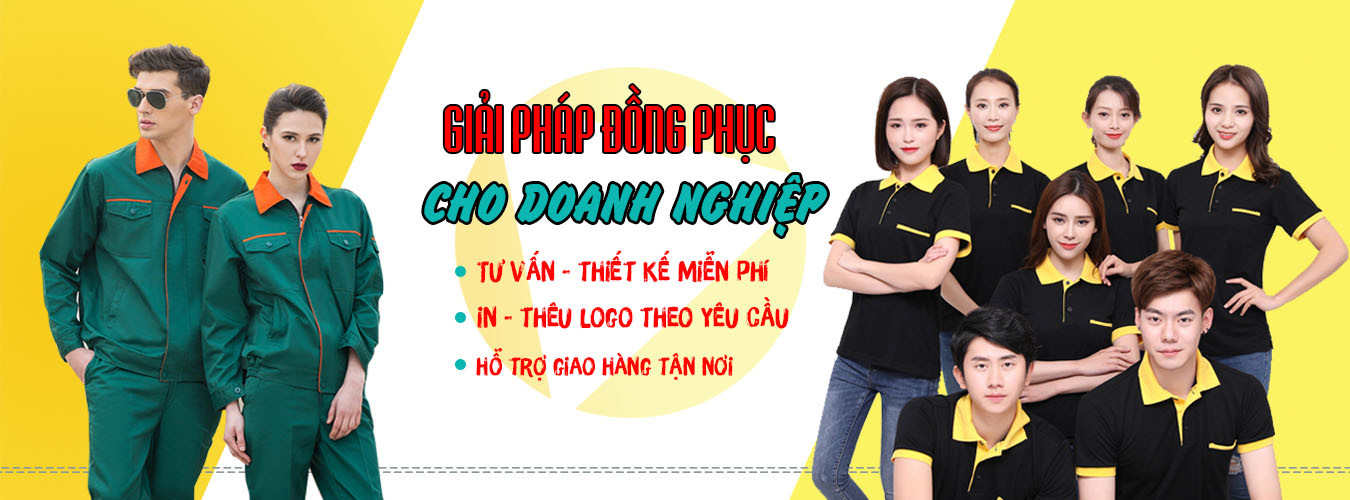 GIẢI PHÁP ĐỒNG PHỤC
CHO DOANH NGHIỆP
• TƯ VẤN - THIẾT KẾ MIỂN PHÍ
• IN - THÊU LOGO THEO YÊU CẦU
• HỖ TRỢ GIAO HÀNG TẬN NƠI